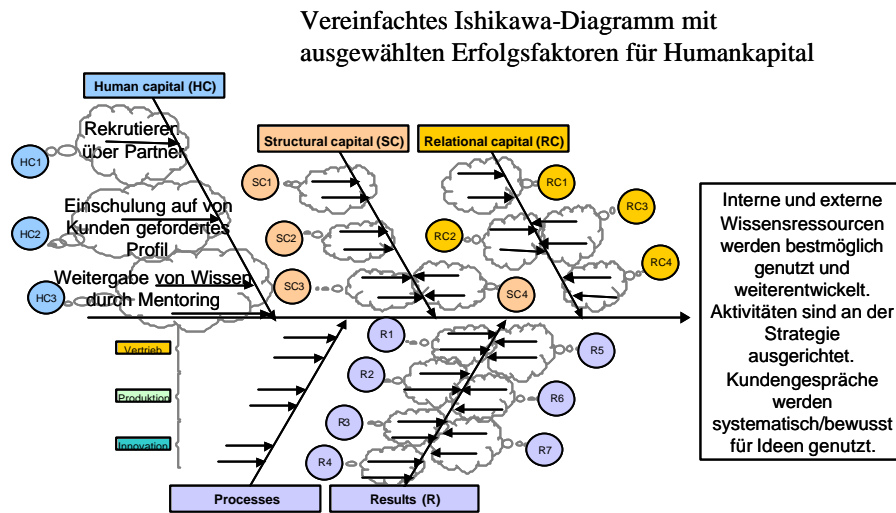 Vereinfachtes Ishikawa-Diagramm mit
ausgewählten Erfolgsfaktoren für Humankapital
Human capital (HC)
Rekrutieren
über Partner
HC1
Einschulung auf von
Kunden gefordertes
Profil
HC2
Weitergabe von Wissen
durch Mentoring
HC3
Structural capital (SC)
SC1
SC2
SC3
SC4
Relational capital (RC)
RC1
RC2
RC3
RC4
Interne und externe
Wissensressourcen
werden bestmöglich
genutzt und
weiterentwickelt.
Aktivitäten sind an der
Strategie
ausgerichtet.
Kundengespräche
werden
systematisch/bewusst
für Ideen genutzt.
Vertrieb
Produktion
Innovation
Processes
R1
R2
R3
R4
R5
R6
R7
Results (R)